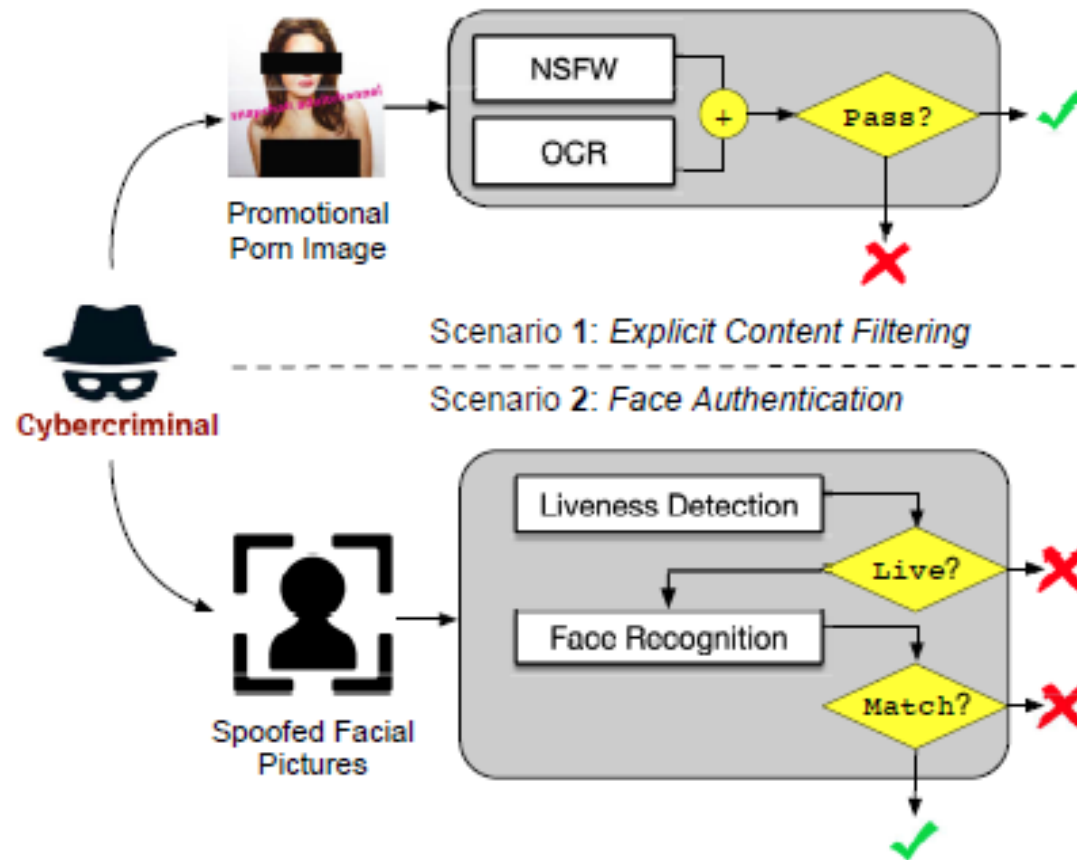 NSFW
+
Pass?
OCR
Promotional
Porn Image
Scenario 1: Explicit Content Filtering
Cybercriminal
Scenario 2: Face Authentication
Liveness Detection
Live?
Face Recognition
Match?
Spoofed Facial
Pictures